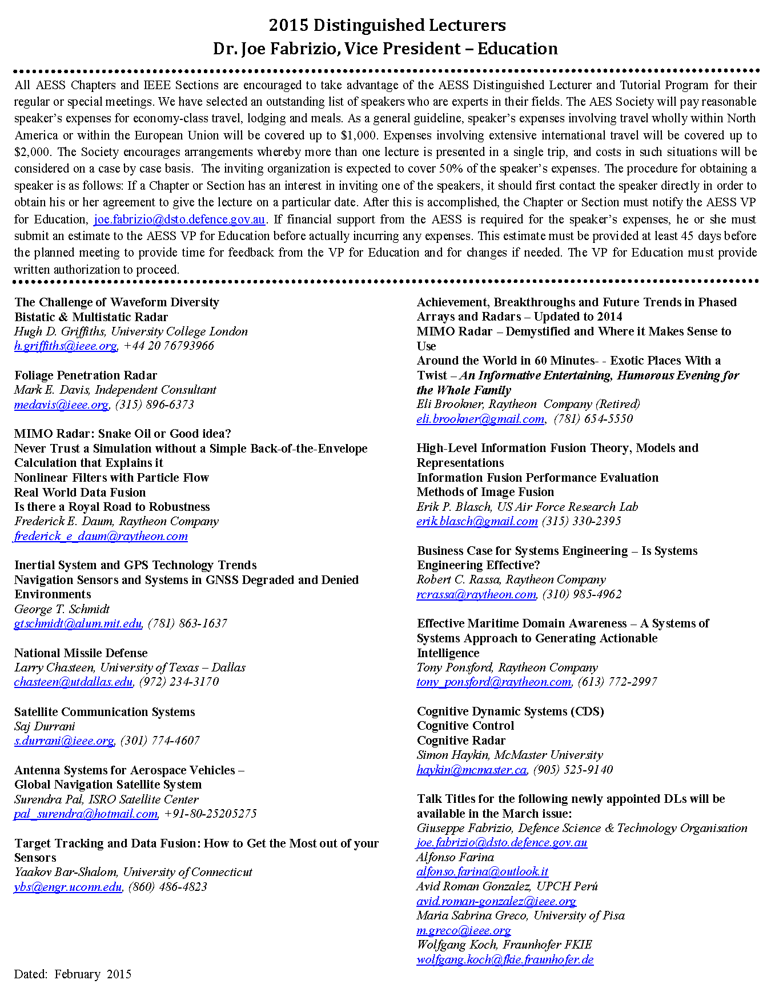 2015 Distinguished Lecturers
Dr. Joe Fabrizio, Vice President – Education
All AESS Chapters and IEEE Sections are encouraged to take advantage of the AESS Distinguished Lecturer and Tutorial Program for their
regular or special meetings. We have selected an outstanding list of speakers who are experts in their fields. The AES Society will pay reasonable
speaker’s expenses for economy-class travel, lodging and meals. As a general guideline, speaker’s expenses involving travel wholly within North
America or within the European Union will be covered up to $1,000. Expenses involving extensive international travel will be covered up to
$2,000. The Society encourages arrangements whereby more than one lecture is presented in a single trip, and costs in such situations will be
considered on a case by case basis. The inviting organization is expected to cover 50% of the speaker’s expenses. The procedure for obtaining a
speaker is as follows: If a Chapter or Section has an interest in inviting one of the speakers, it should first contact the speaker directly in order to
obtain his or her agreement to give the lecture on a particular date. After this is accomplished, the Chapter or Section must notify the AESS VP
for Education, joe.fabrizio@dsto.defence.gov.au. If financial support from the AESS is required for the speaker’s expenses, he or she must
submit an estimate to the AESS VP for Education before actually incurring any expenses. This estimate must be provided at least 45 days before
the planned meeting to provide time for feedback from the VP for Education and for changes if needed. The VP for Education must provide
written authorization to proceed.
The Challenge of Waveform Diversity
Bistatic & Multistatic Radar
Hugh D. Griffiths, University College London
h.griffiths@ieee.org, +44 20 76793966
Foliage Penetration Radar
Mark E. Davis, Independent Consultant
medavis@ieee.org, (315) 896-6373
MIMO Radar: Snake Oil or Good idea?
Never Trust a Simulation without a Simple Back-of-the-Envelope
Calculation that Explains it
Nonlinear Filters with Particle Flow
Real World Data Fusion
Is there a Royal Road to Robustness
Frederick E. Daum, Raytheon Company
frederick_e_daum@raytheon.com
Inertial System and GPS Technology Trends
Navigation Sensors and Systems in GNSS Degraded and Denied
Environments
George T. Schmidt
gtschmidt@alum.mit.edu, (781) 863-1637
National Missile Defense
Larry Chasteen, University of Texas – Dallas
chasteen@utdallas.edu, (972) 234-3170
Satellite Communication Systems
Saj Durrani
s.durrani@ieee.org, (301) 774-4607
Antenna Systems for Aerospace Vehicles –
Global Navigation Satellite System
Surendra Pal, ISRO Satellite Center
pal_surendra@hotmail.com, +91-80-25205275
Target Tracking and Data Fusion: How to Get the Most out of your
Sensors
Yaakov Bar-Shalom, University of Connecticut
ybs@engr.uconn.edu, (860) 486-4823
Achievement, Breakthroughs and Future Trends in Phased
Arrays and Radars – Updated to 2014
MIMO Radar – Demystified and Where it Makes Sense to
Use
Around the World in 60 Minutes- - Exotic Places With a
Twist – An Informative Entertaining, Humorous Evening for
the Whole Family
Eli Brookner, Raytheon Company (Retired)
eli.brookner@gmail.com, (781) 654-5550
High-Level Information Fusion Theory, Models and
Representations
Information Fusion Performance Evaluation
Methods of Image Fusion
Erik P. Blasch, US Air Force Research Lab
erik.blasch@gmail.com (315) 330-2395
Business Case for Systems Engineering – Is Systems
Engineering Effective?
Robert C. Rassa, Raytheon Company
rcrassa@raytheon.com, (310) 985-4962
Effective Maritime Domain Awareness – A Systems of
Systems Approach to Generating Actionable
Intelligence
Tony Ponsford, Raytheon Company
tony_ponsford@raytheon.com, (613) 772-2997
Cognitive Dynamic Systems (CDS)
Cognitive Control
Cognitive Radar
Simon Haykin, McMaster University
haykin@mcmaster.ca, (905) 525-9140
Talk Titles for the following newly appointed DLs will be
available in the March issue:
Giuseppe Fabrizio, Defence Science & Technology Organisation
joe.fabrizio@dsto.defence.gov.au
Alfonso Farina
alfonso.farina@outlook.it
Avid Roman Gonzalez, UPCH Perú
avid.roman-gonzalez@ieee.org
Maria Sabrina Greco, University of Pisa
m.greco@ieee.org
Wolfgang Koch, Fraunhofer FKIE
wolfgang.koch@fkie.fraunhofer.de
Dated: February 2015